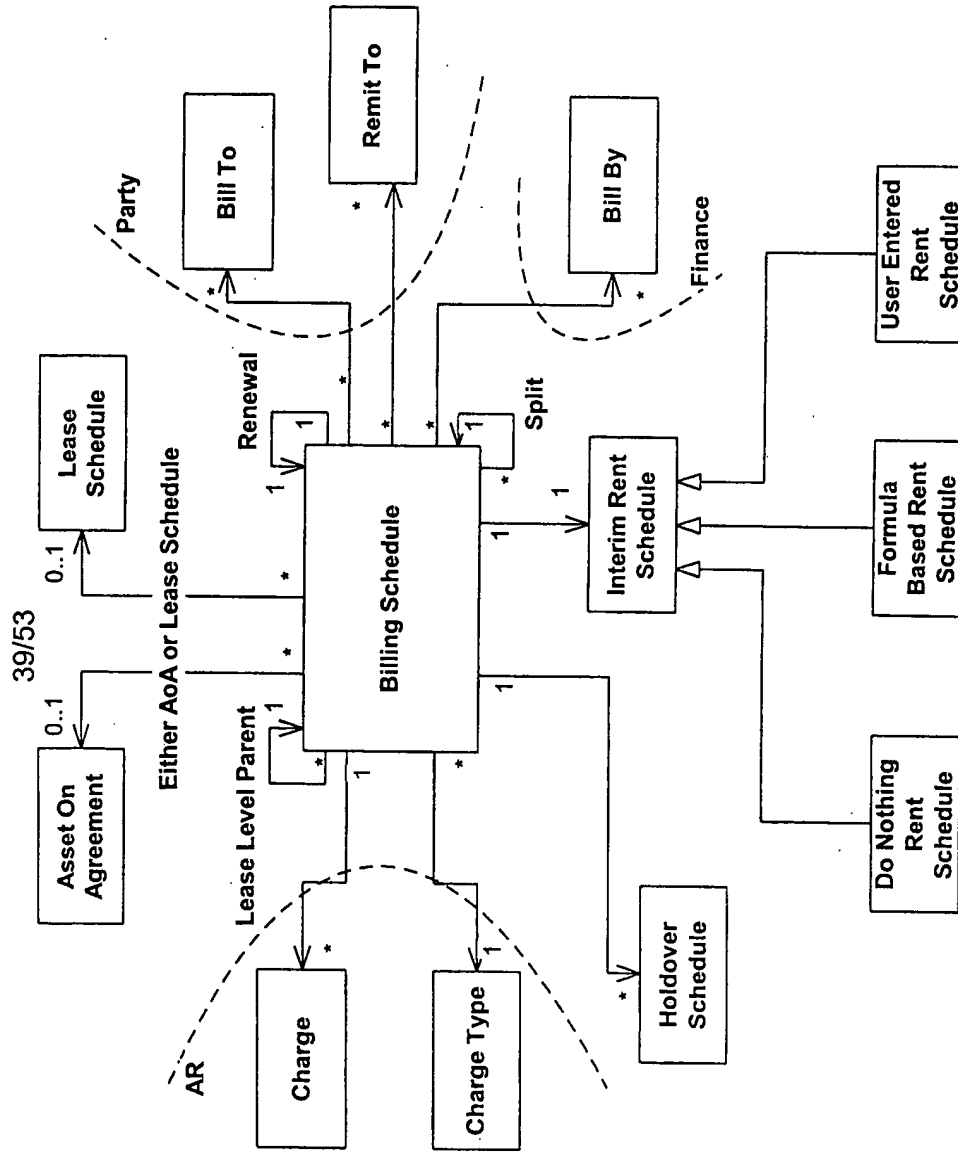 39/53
Asset On
Agreement
Lease
Schedule
0..1
0..1
Either AoA or Lease Schedule
*
*
Party
Bill To
*
*
Remit To
*
*
Renewal
1
1
Lease Level Parent
1
*
Billing Schedule
AR
Charge
*
1
Charge Type
1
*
Split
1
*
Finance
Bill By
*
*
Holdover
Schedule
*
1
Interim Rent
Schedule
1
1
Do Nothing
Rent
Schedule
Formula
Based Rent
Schedule
User Entered
Rent
Schedule